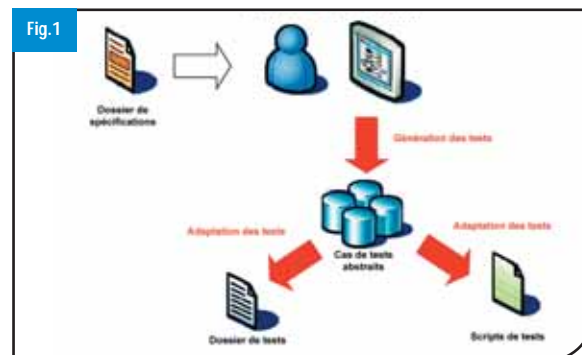 Fig.1
Dossier de
spécifications
Génération des tests
Adaptation des tests
Adaptation des tests
Cas de tests
abstraits
Dossier de tests
Scripts de tests